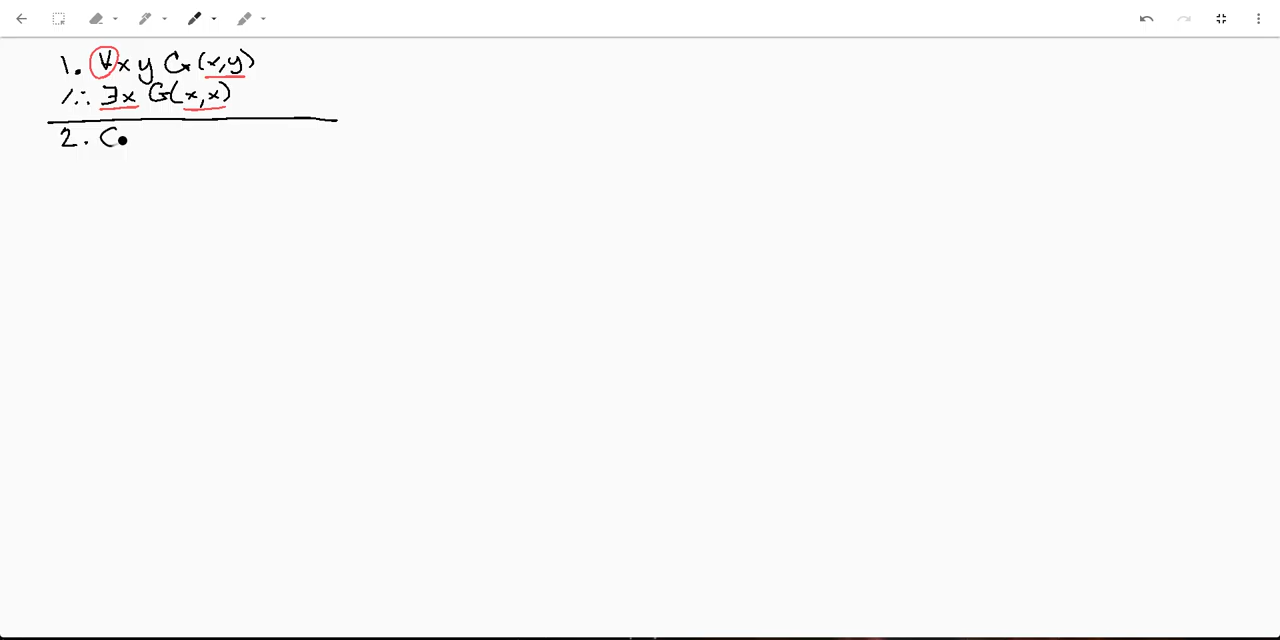 1. ∀x y G(x,y)
/∴ ∃x G(x,x)
2. C